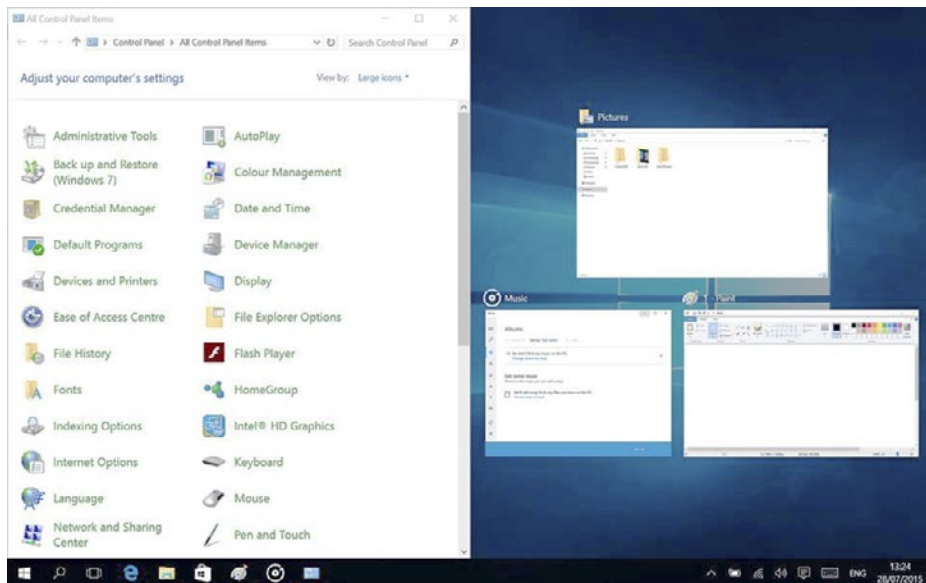 All Control Panel Items
Control Panel > All Control Panel Items
Search Control Panel
Adjust your computer's settings
View by: Large icons
Administrative Tools
AutoPlay
Back up and Restore
(Windows 7)
Colour Management
Credential Manager
Date and Time
Default Programs
Device Manager
Devices and Printers
Display
Ease of Access Centre
File Explorer Options
File History
Flash Player
Fonts
HomeGroup
Indexing Options
Intel® HD Graphics
Internet Options
Keyboard
Language
Mouse
Network and Sharing
Center
Pen and Touch
Pictures
Music
1 - Paint
Albums
ENG
13:24
28/07/2015